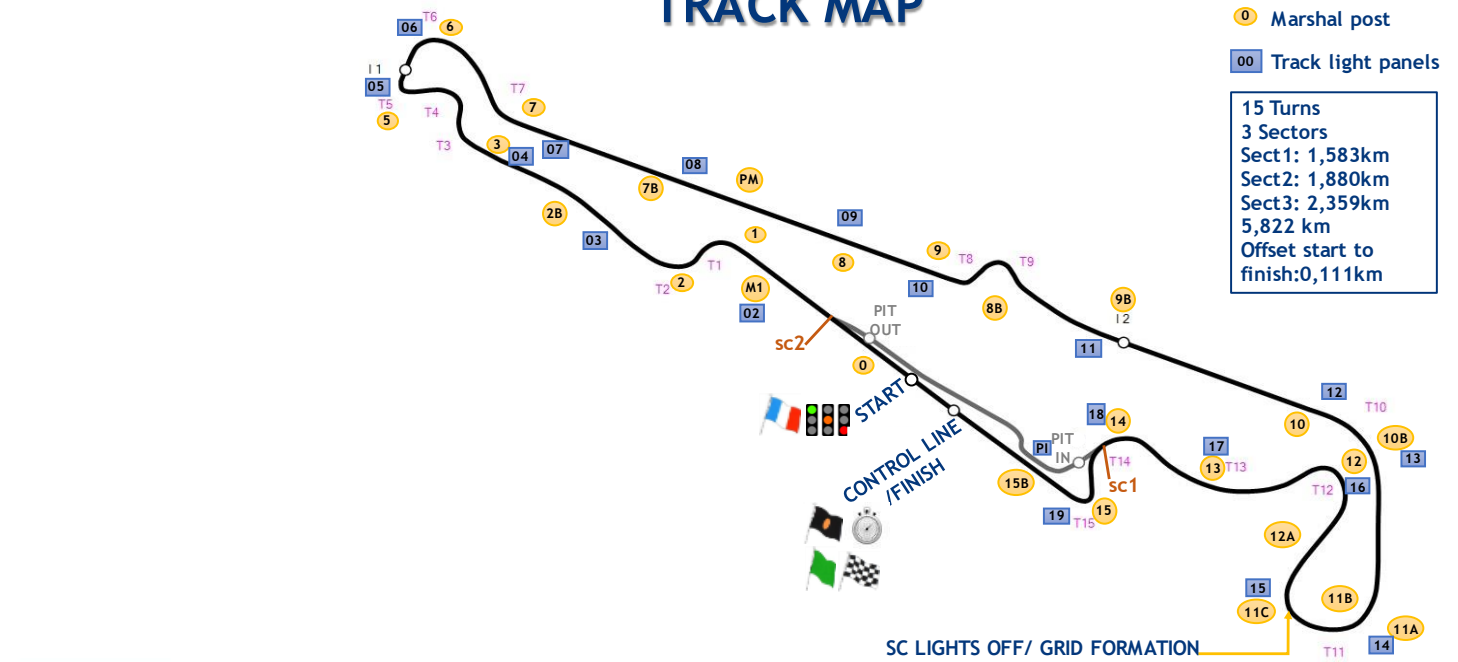 TRACK MAP
0 Marshal post
00 Track light panels
15 Turns
3 Sectors
Sect1: 1,583km
Sect2: 1,880km
Sect3: 2,359km
5,822 km
Offset start to
finish:0,111km
T6
06
6
I 1
05
T5
5
T4
T7
7
T3
3
04
07
08
7B
PM
2B
03
09
1
8
9
T8
T9
T1
T2
2
M1
02
10
8B
9B
I 2
11
PIT
OUT
sc2
0
START
CONTROL LINE
/FINISH
12
T10
10
10B
13
18
14
PI
PIT
IN
T14
sc1
17
13
T13
12
T12
16
15B
19
T15
15
12A
15
11C
11B
11A
14
T11
SC LIGHTS OFF/ GRID FORMATION